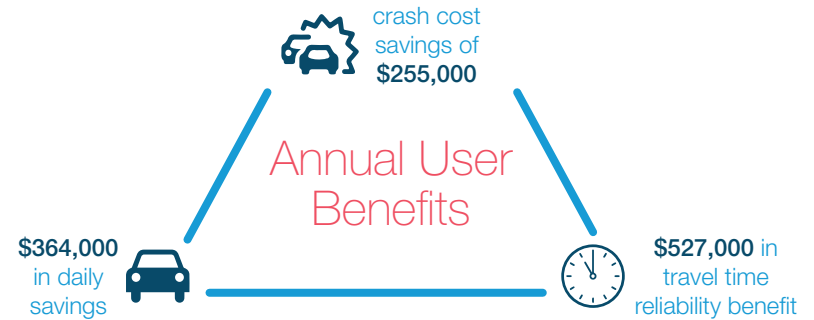 crash cost
savings of
$255,000
Annual User
Benefits
$364,000
in daily
savings
$527,000 in
travel time
reliability benefit